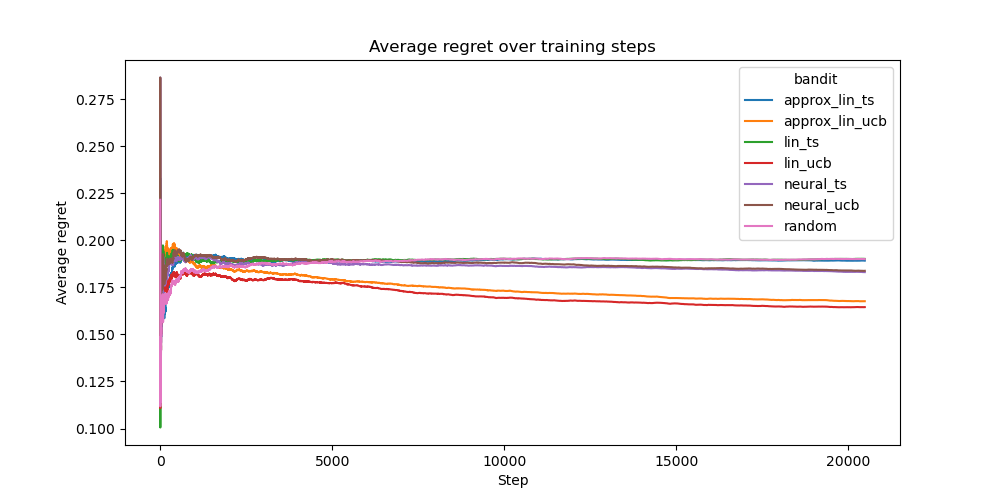 Average regret over training steps
Average regret
0.275
0.250
0.225
0.200
0.175
0.150
0.125
0.100
bandit
approx_lin_ts
approx_lin_ucb
lin_ts
lin_ucb
neural_ts
neural_ucb
random
0
5000
10000
15000
20000
Step